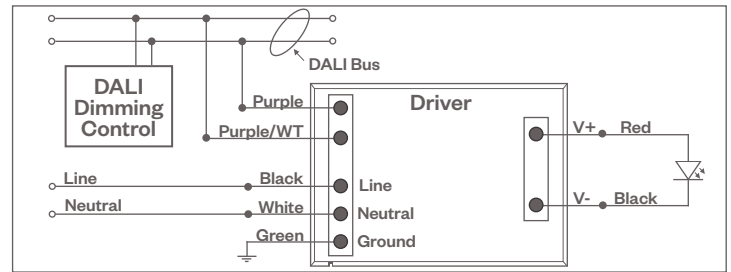 DALI Bus
DALI
Dimming
Control
Purple
Driver
Purple/WT
V+ Red
Line Black Line
V- Black
Neutral White Neutral
Green Ground